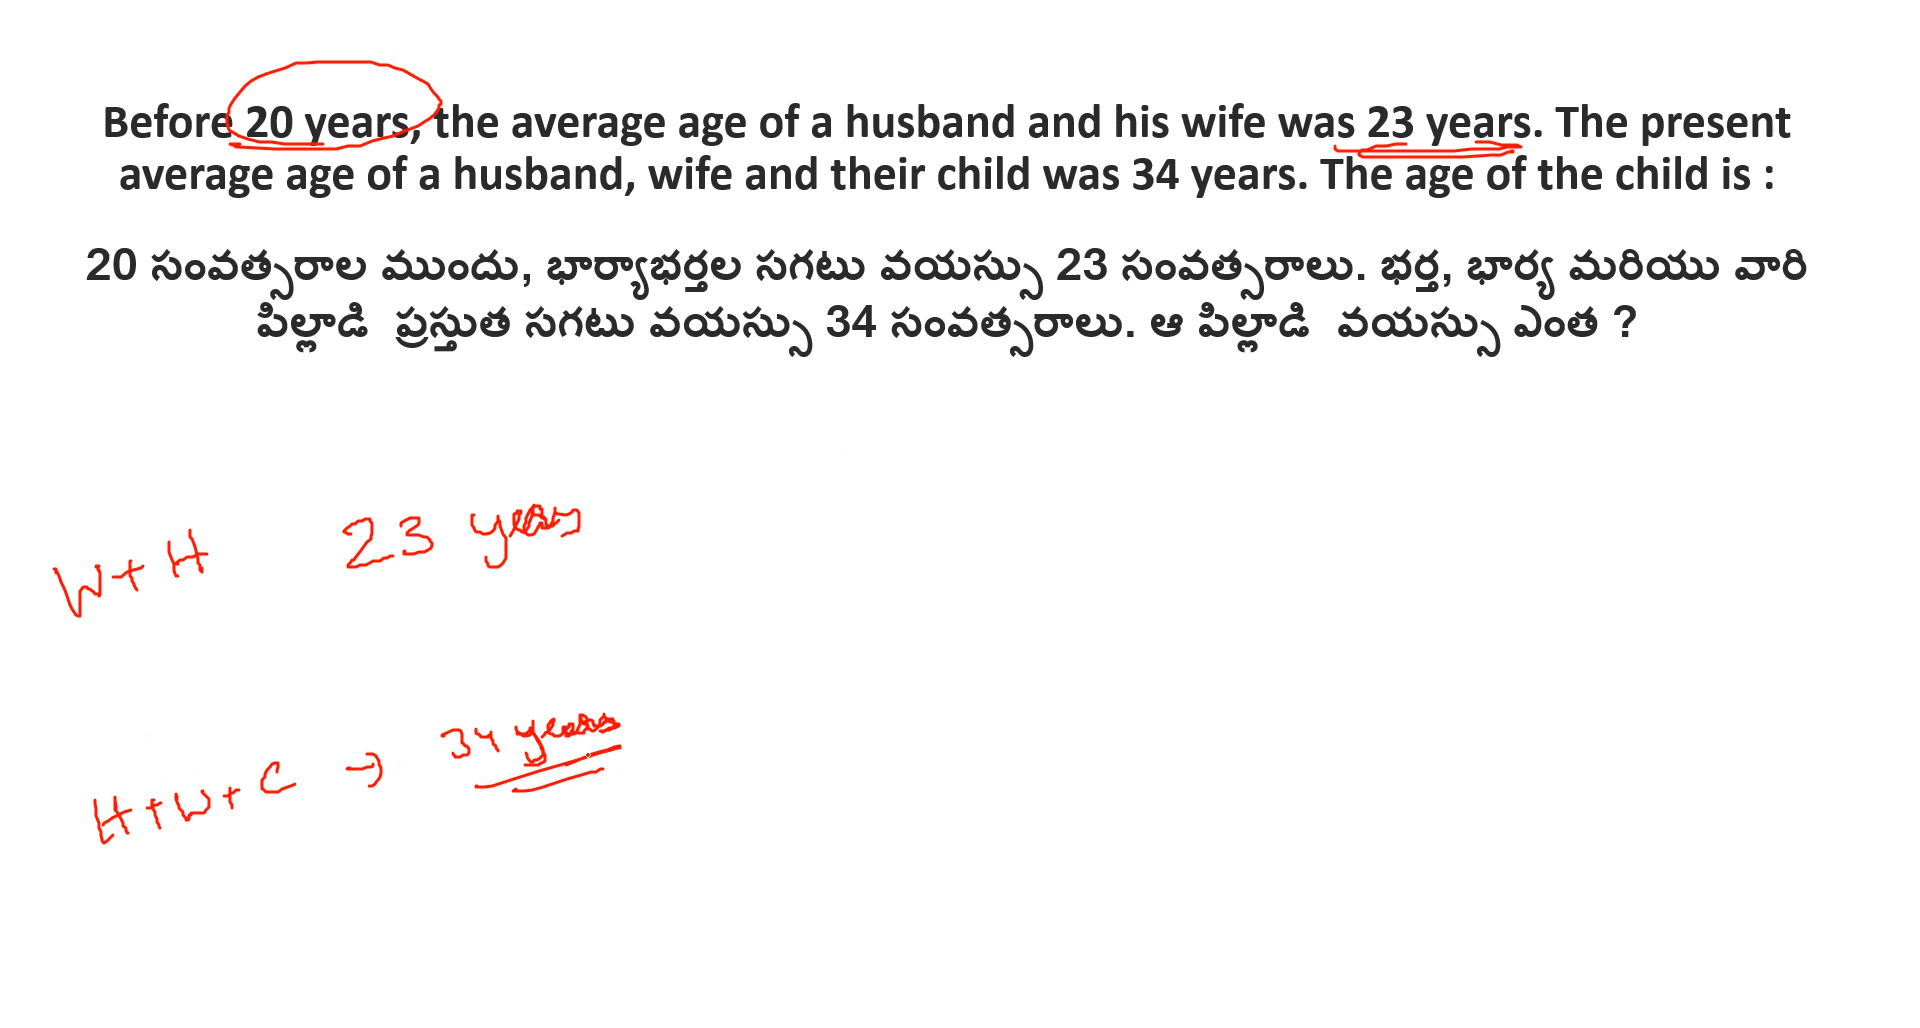 Before 20 years, the average age of a husband and his wife was 23 years. The present
average age of a husband, wife and their child was 34 years. The age of the child is :
20 సంవత్సరాల ముందు, భార్యాభర్తల సగటు వయస్సు 23 సంవత్సరాలు. భర్త, భార్య మరియు వారి
పిల్లాడి ప్రస్తుత సగటు వయస్సు 34 సంవత్సరాలు. ఆ పిల్లాడి వయస్సు ఎంత ?
W+H 23 years
H+W+C → 34 years